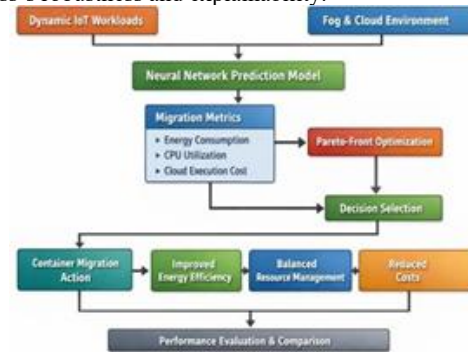 Dynamic IoT Workloads
Fog & Cloud Environment
Neural Network Prediction Model
Migration Metrics
▸ Energy Consumption
▸ CPU Utilization
▸ Cloud Execution Cost
Pareto-Front Optimization
Decision Selection
Container Migration
Action
Improved
Energy Efficiency
Balanced
Resource Management
Reduced
Costs
Performance Evaluation & Comparison